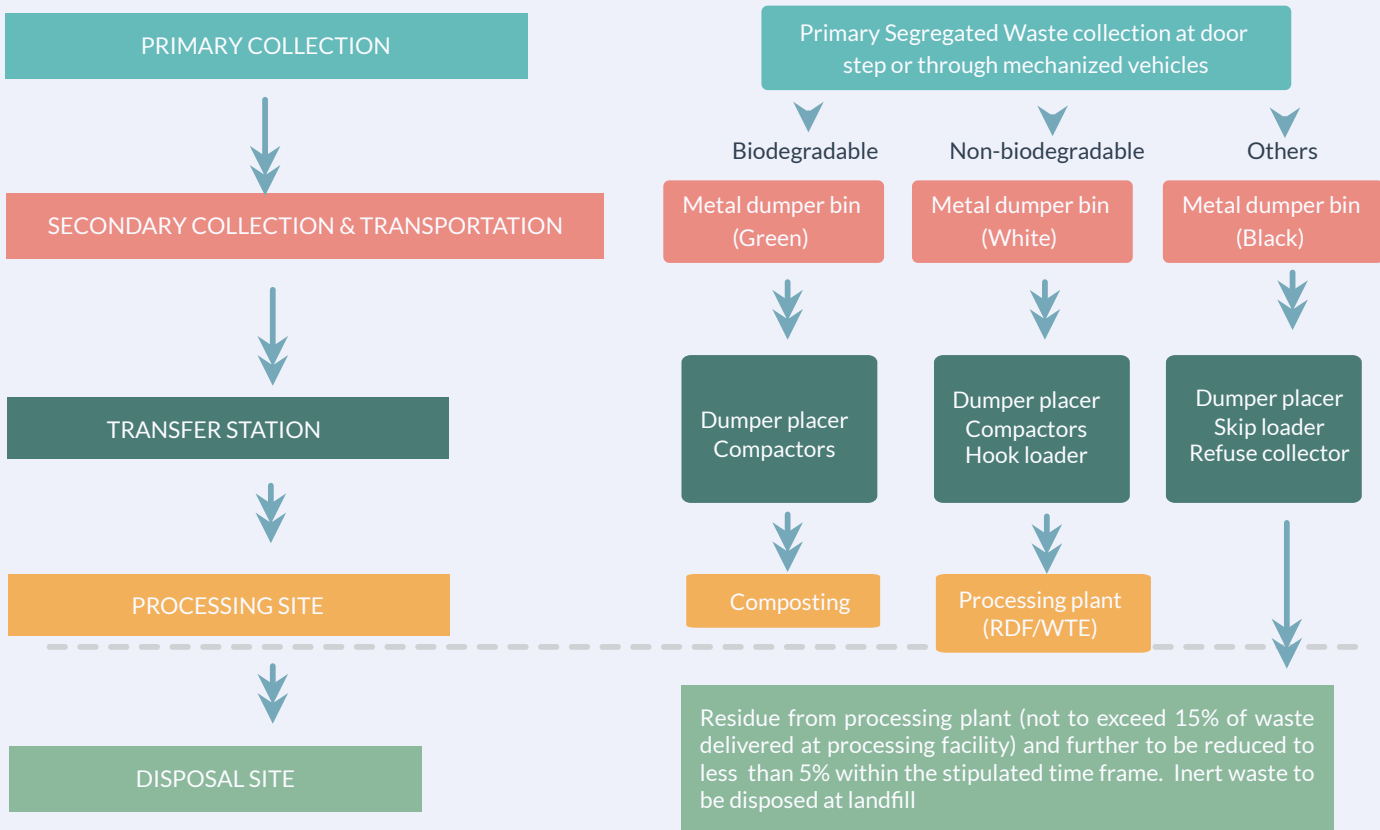 PRIMARY COLLECTION
Primary Segregated Waste collection at door
step or through mechanized vehicles
Biodegradable
Non-biodegradable
Others
SECONDARY COLLECTION & TRANSPORTATION
Metal dumper bin
(Green)
Metal dumper bin
(White)
Metal dumper bin
(Black)
TRANSFER STATION
Dumper placer
Compactors
Dumper placer
Compactors
Hook loader
Dumper placer
Skip loader
Refuse collector
PROCESSING SITE
Composting
Processing plant
(RDF/WTE)
DISPOSAL SITE
Residue from processing plant (not to exceed 15% of waste
delivered at processing facility) and further to be reduced to
less than 5% within the stipulated time frame. Inert waste to
be disposed at landfill